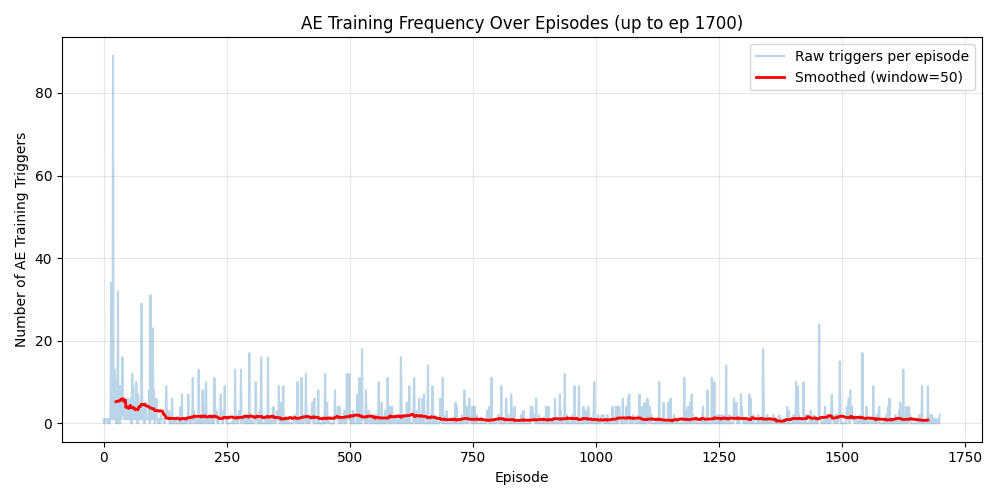 AE Training Frequency Over Episodes (up to ep 1700)
Raw triggers per episode
Smoothed (window=50)
Number of AE Training Triggers
80
60
40
20
0
0 250 500 750 1000 1250 1500 1750
Episode